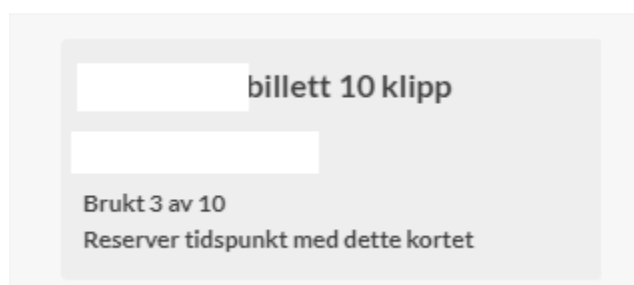 billett 10 klipp
Brukt 3 av 10
Reserver tidspunkt med dette kortet